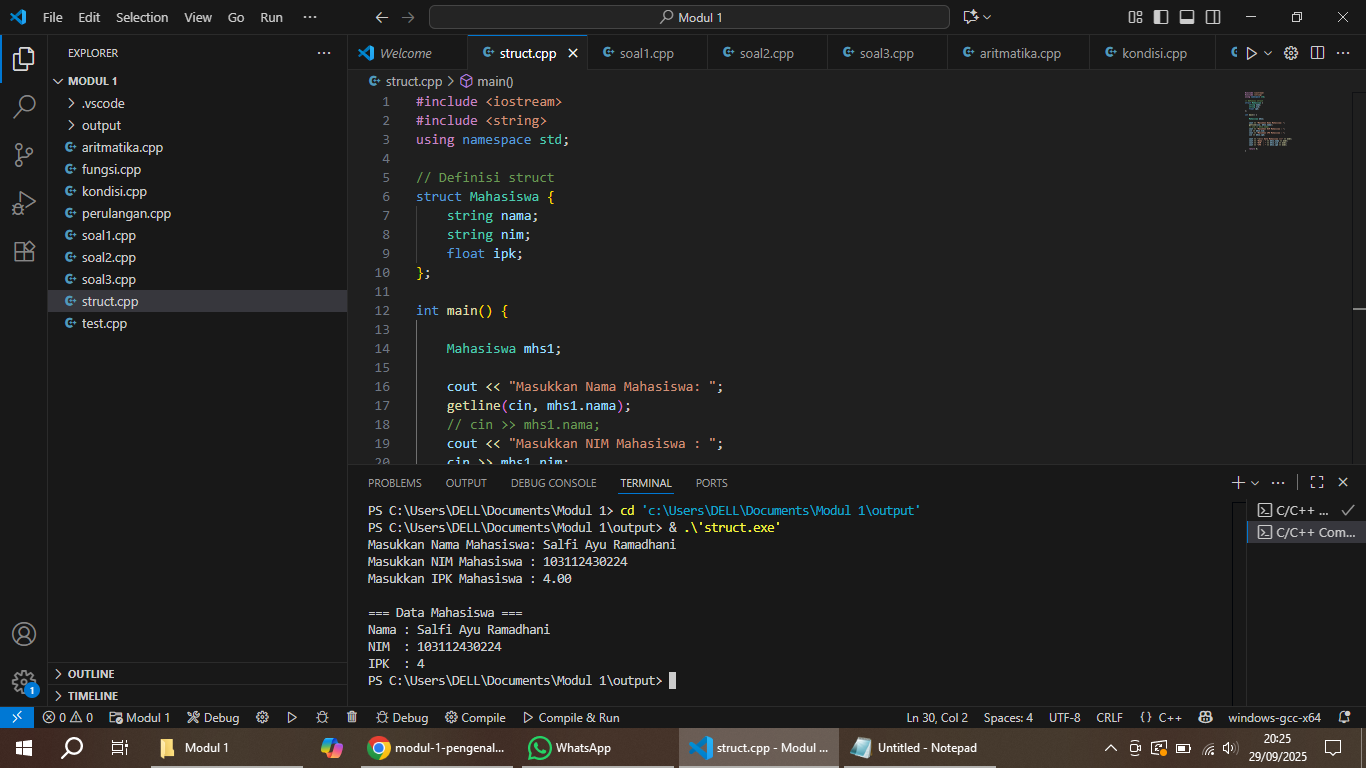 File Edit Selection View Go Run ···
Modul 1
EXPLORER ···
MODUL 1
.vscode
output
aritmatika.cpp
fungsi.cpp
kondisi.cpp
perulangan.cpp
soal1.cpp
soal2.cpp
soal3.cpp
struct.cpp
test.cpp
OUTLINE
TIMELINE
Welcome struct.cpp soal1.cpp soal2.cpp soal3.cpp aritmatika.cpp kondisi.cpp
struct.cpp > main()
1 #include <iostream>
2 #include <string>
3 using namespace std;
4
5 // Definisi struct
6 struct Mahasiswa {
7 string nama;
8 string nim;
9 float ipk;
10 };
11
12 int main() {
13
14 Mahasiswa mhs1;
15
16 cout << "Masukkan Nama Mahasiswa: ";
17 getline(cin, mhs1.nama);
18 // cin >> mhs1.nama;
19 cout << "Masukkan NIM Mahasiswa : ";
20 cin >> mhs1.nim;
PROBLEMS OUTPUT DEBUG CONSOLE TERMINAL PORTS
PS C:\Users\DELL\Documents\Modul 1> cd 'c:\Users\DELL\Documents\Modul 1\output'
PS C:\Users\DELL\Documents\Modul 1\output> & .\'struct.exe'
Masukkan Nama Mahasiswa: Salfi Ayu Ramadhani
Masukkan NIM Mahasiswa : 103112430224
Masukkan IPK Mahasiswa : 4.00
=== Data Mahasiswa ===
Nama : Salfi Ayu Ramadhani
NIM  : 103112430224
IPK  : 4
PS C:\Users\DELL\Documents\Modul 1\output>
C/C++ ...
C/C++ Com...
1
0 0 Modul 1 Debug Debug Compile Compile & Run Ln 30, Col 2 Spaces: 4 UTF-8 CRLF {} C++ windows-gcc-x64
Modul 1 modul-1-pengenal... WhatsApp struct.cpp - Modul ... Untitled - Notepad
20:25
29/09/2025